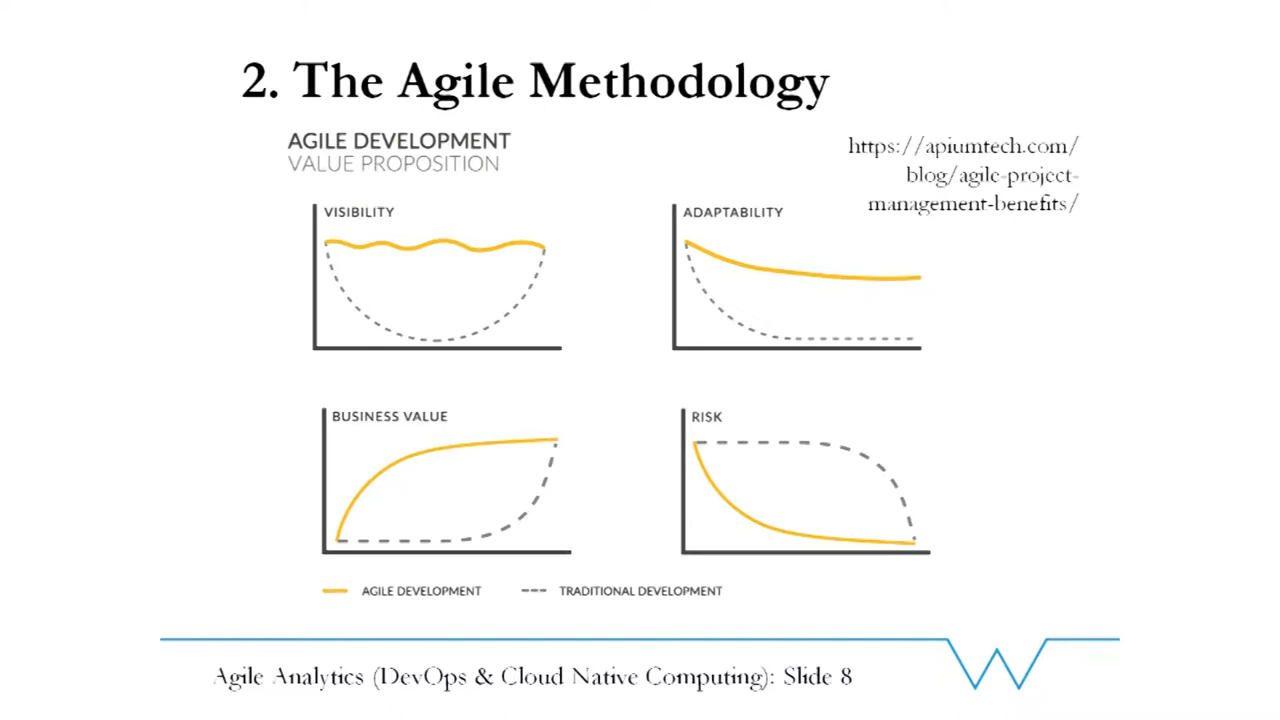 2. The Agile Methodology
AGILE DEVELOPMENT
VALUE PROPOSITION
https://apiumtech.com/
blog/agile-project-
management-benefits/
VISIBILITY
ADAPTABILITY
BUSINESS VALUE
RISK
AGILE DEVELOPMENT
TRADITIONAL DEVELOPMENT
Agile Analytics (DevOps & Cloud Native Computing): Slide 8